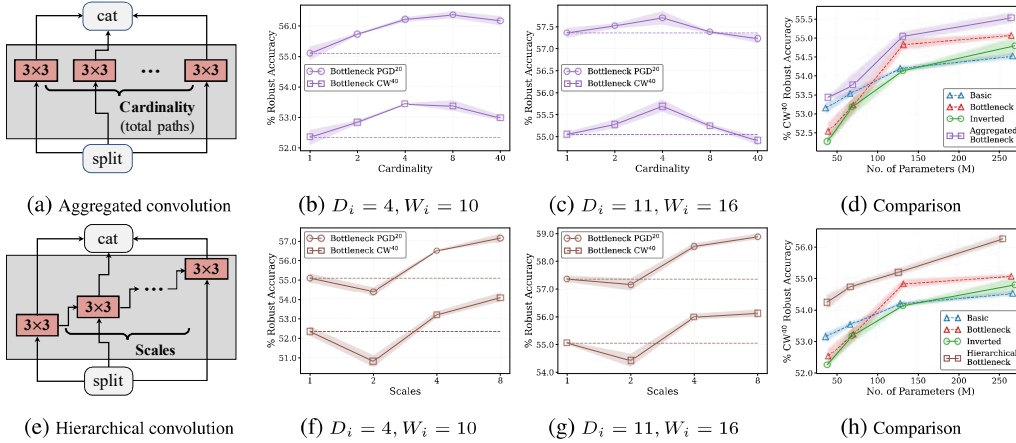 cat
3×3
3×3
...
3×3
Cardinality
(total paths)
split
(a) Aggregated convolution
% Robust Accuracy
56.0
55.0
54.0
53.0
52.0
Bottleneck PGD20
Bottleneck CW40
1
2
4
8
40
Cardinality
(b) Di = 4, Wi = 10
% Robust Accuracy
57.5
57.0
56.5
56.0
55.5
55.0
Bottleneck PGD20
Bottleneck CW40
1
2
4
8
40
Cardinality
(c) Di = 11, Wi = 16
% CW40 Robust Accuracy
55.5
55.0
54.5
54.0
53.5
53.0
52.5
Basic
Bottleneck
Inverted
Aggregated
Bottleneck
50
100
150
200
250
No. of Parameters (M)
(d) Comparison
cat
3×3
3×3
...
3×3
Scales
split
(e) Hierarchical convolution
% Robust Accuracy
57.0
56.0
55.0
54.0
53.0
52.0
51.0
Bottleneck PGD20
Bottleneck CW40
1
2
4
8
Scales
(f) Di = 4, Wi = 10
% Robust Accuracy
59.0
58.0
57.0
56.0
55.0
54.0
Bottleneck PGD20
Bottleneck CW40
1
2
4
8
Scales
(g) Di = 11, Wi = 16
% CW40 Robust Accuracy
56.0
55.0
54.0
53.0
52.0
Basic
Bottleneck
Inverted
Hierarchical
Bottleneck
50
100
150
200
250
No. of Parameters (M)
(h) Comparison